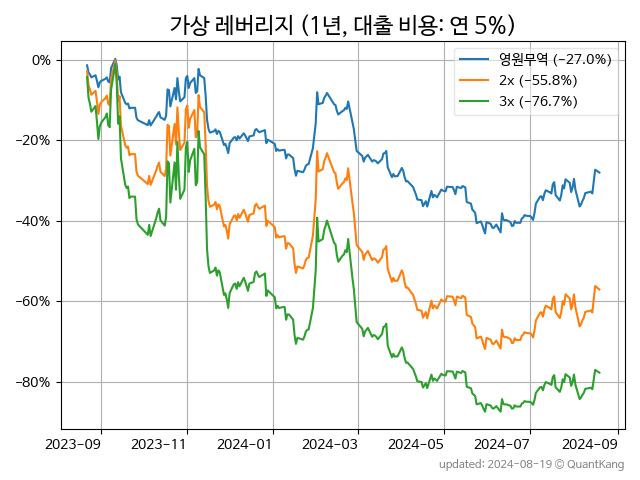 가상 레버리지 (1년, 대출 비용: 연 5%)
영원무역 (−27.0%)
2x (−55.8%)
3x (−76.7%)
0%
−20%
−40%
−60%
−80%
2023-09 2023-11 2024-01 2024-03 2024-05 2024-07 2024-09
updated: 2024-08-19 © QuantKang